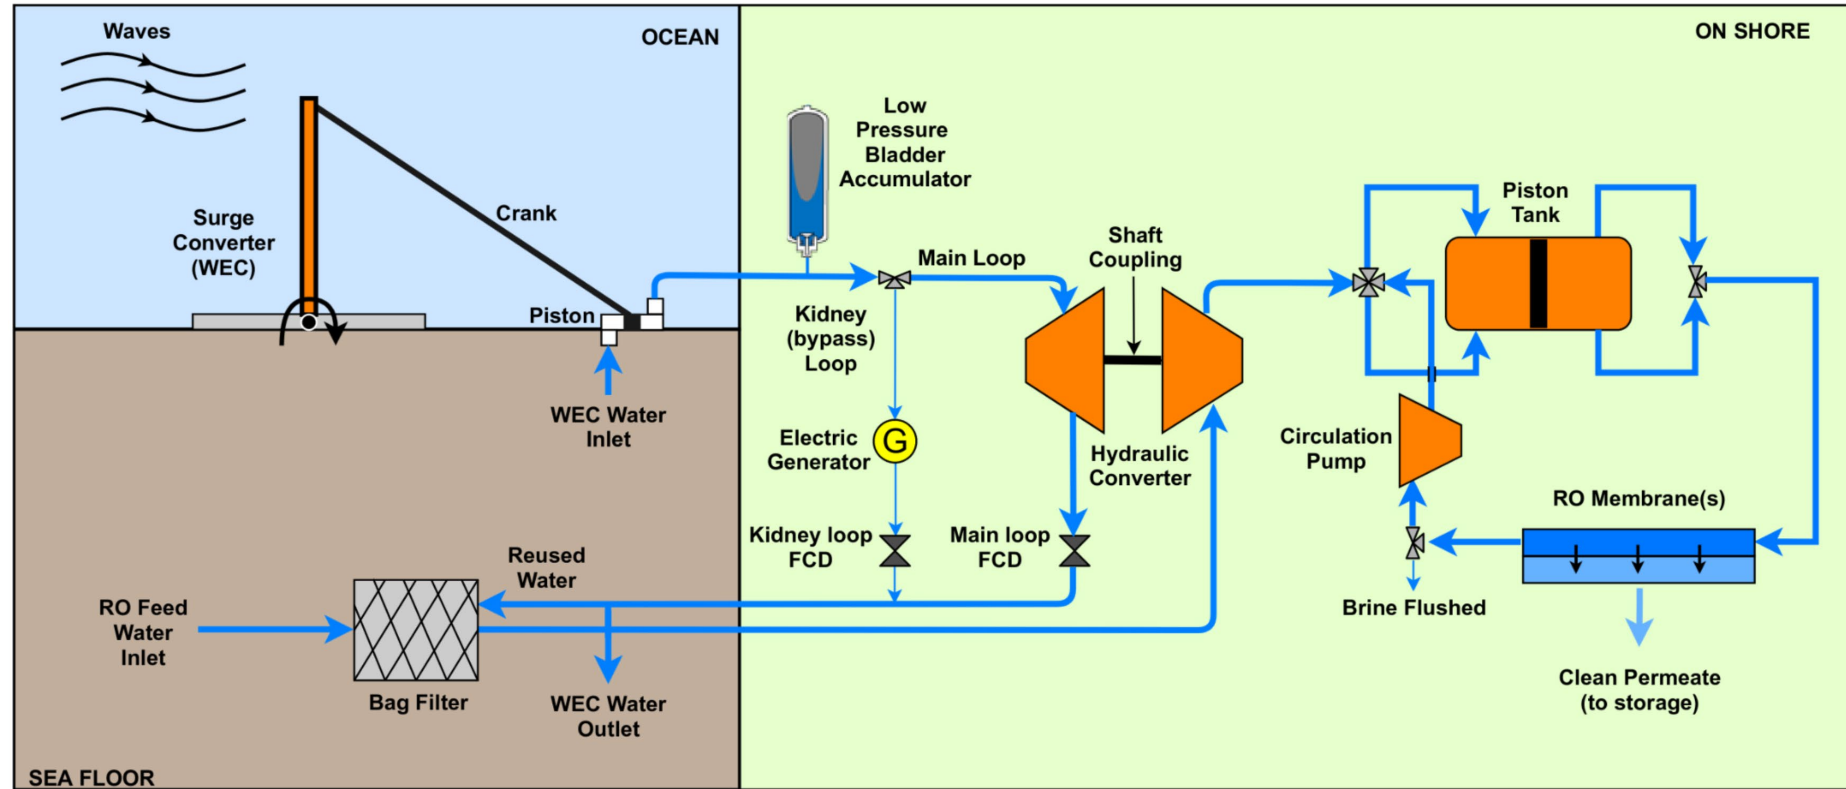 Waves
OCEAN
ON SHORE
Low
Pressure
Bladder
Accumulator
Surge
Converter
(WEC)
Crank
Piston
WEC Water
Inlet
Main Loop
Kidney
(bypass)
Loop
Shaft
Coupling
Piston
Tank
Electric
Generator
G
Hydraulic
Converter
Circulation
Pump
RO Membrane(s)
Kidney loop
FCD
Main loop
FCD
Reused
Water
RO Feed
Water
Inlet
Bag Filter
WEC Water
Outlet
Brine Flushed
Clean Permeate
(to storage)
SEA FLOOR